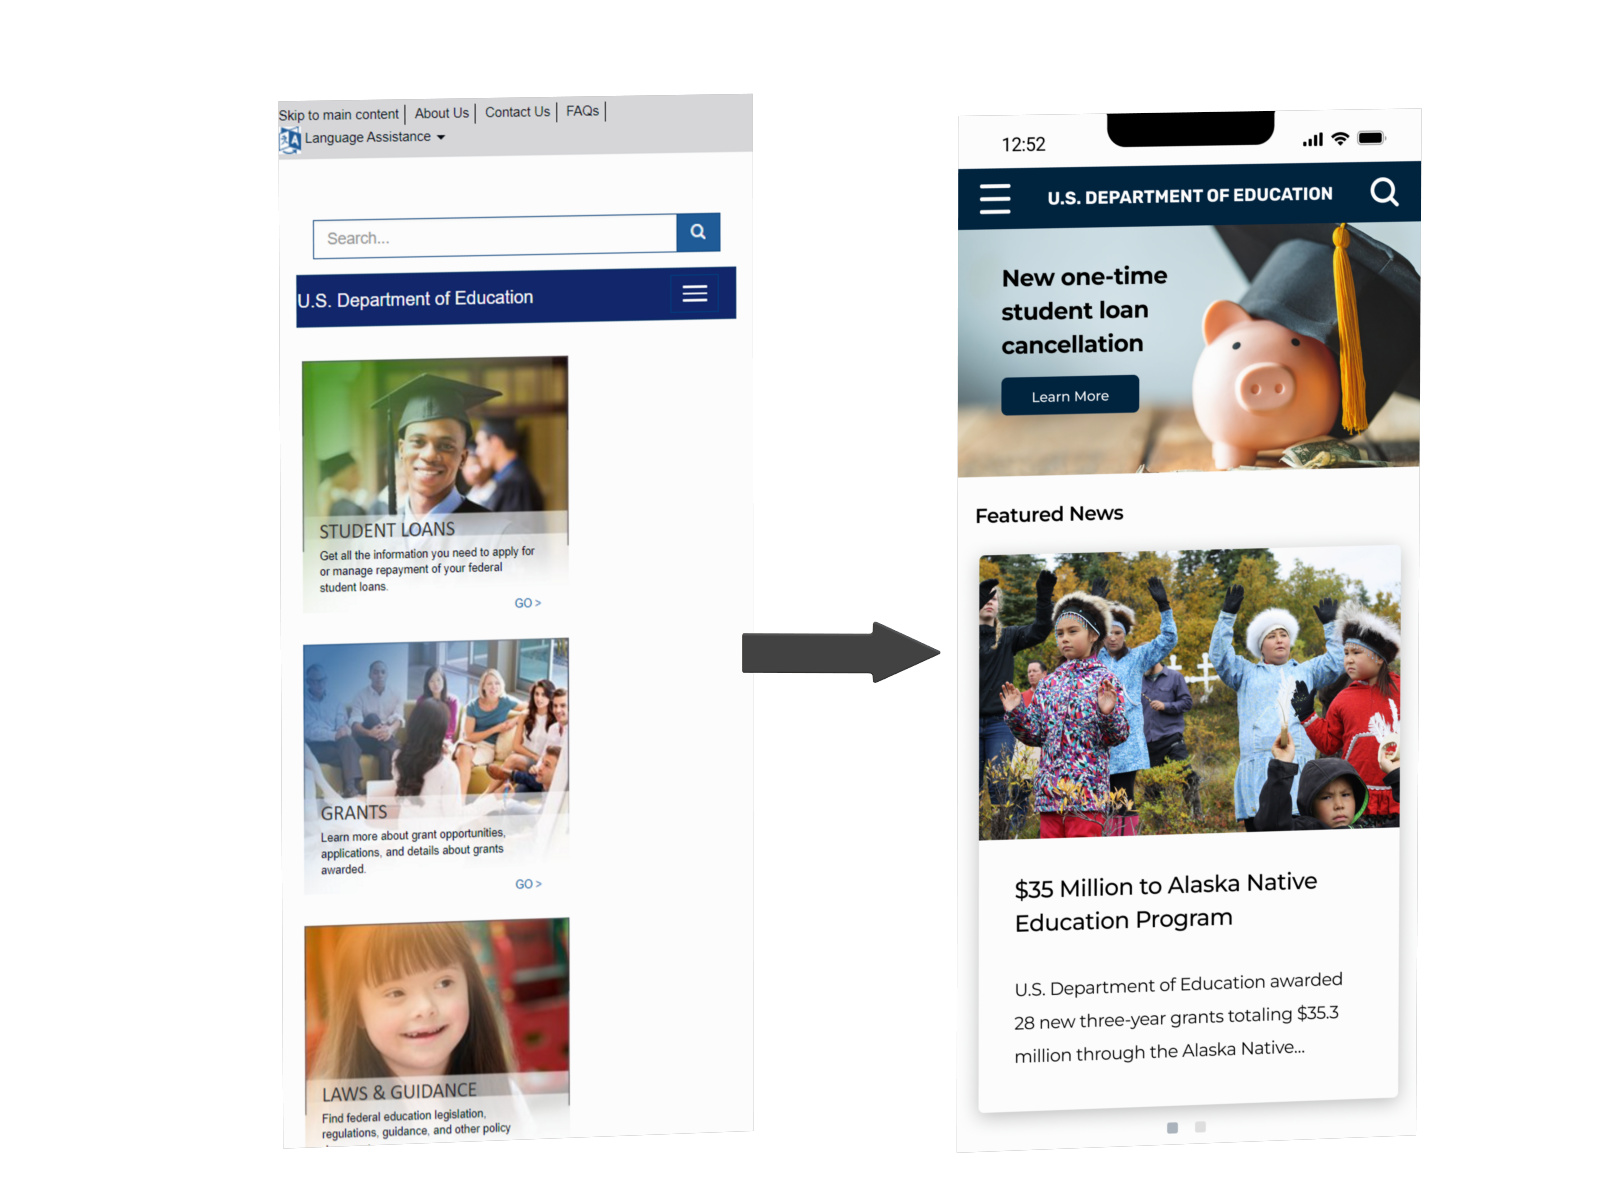 Skip to main content | About Us | Contact Us | FAQs |
Language Assistance
Search...
U.S. Department of Education
STUDENT LOANS
Get all the information you need to apply for
or manage repayment of your federal
student loans.
GO >
GRANTS
Learn more about grant opportunities,
applications, and details about grants
awarded.
GO >
LAWS & GUIDANCE
Find federal education legislation,
regulations, guidance, and other policy
12:52
U.S. DEPARTMENT OF EDUCATION
New one-time
student loan
cancellation
Learn More
Featured News
$35 Million to Alaska Native
Education Program
U.S. Department of Education awarded
28 new three-year grants totaling $35.3
million through the Alaska Native...